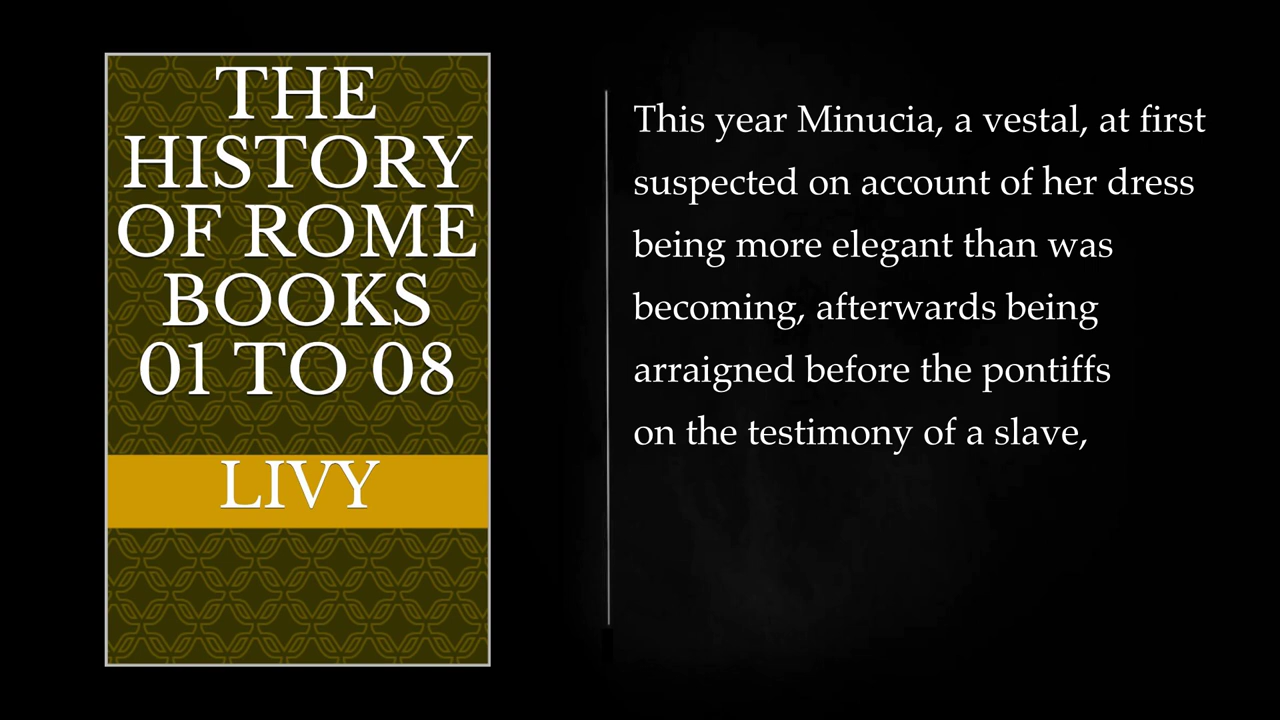 THE
HISTORY
OF ROME
BOOKS
01 TO 08
LIVY
This year Minucia, a vestal, at first
suspected on account of her dress
being more elegant than was
becoming, afterwards being
arraigned before the pontiffs
on the testimony of a slave,